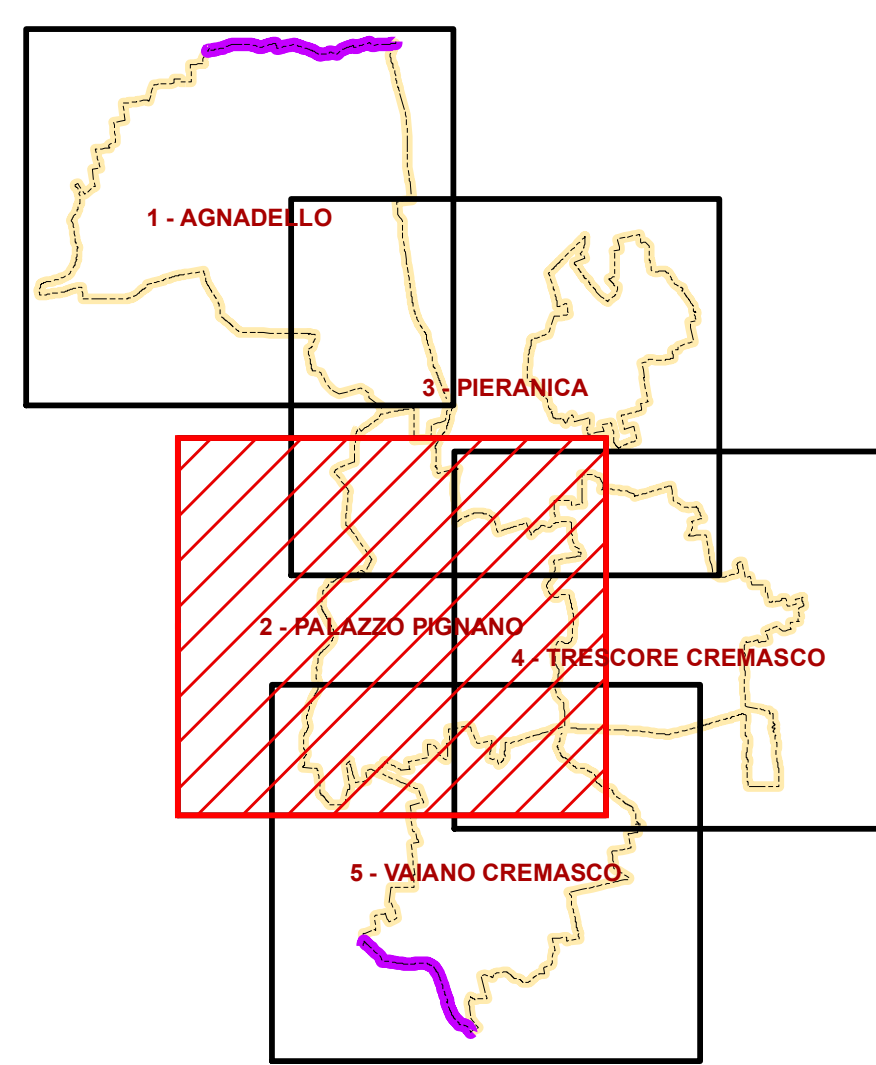 1 - AGNADELLO
3 - PIERANICA
2 - PALAZZO PIGNANO
4 - TRESCORE CREMASCO
5 - VAIANO CREMASCO